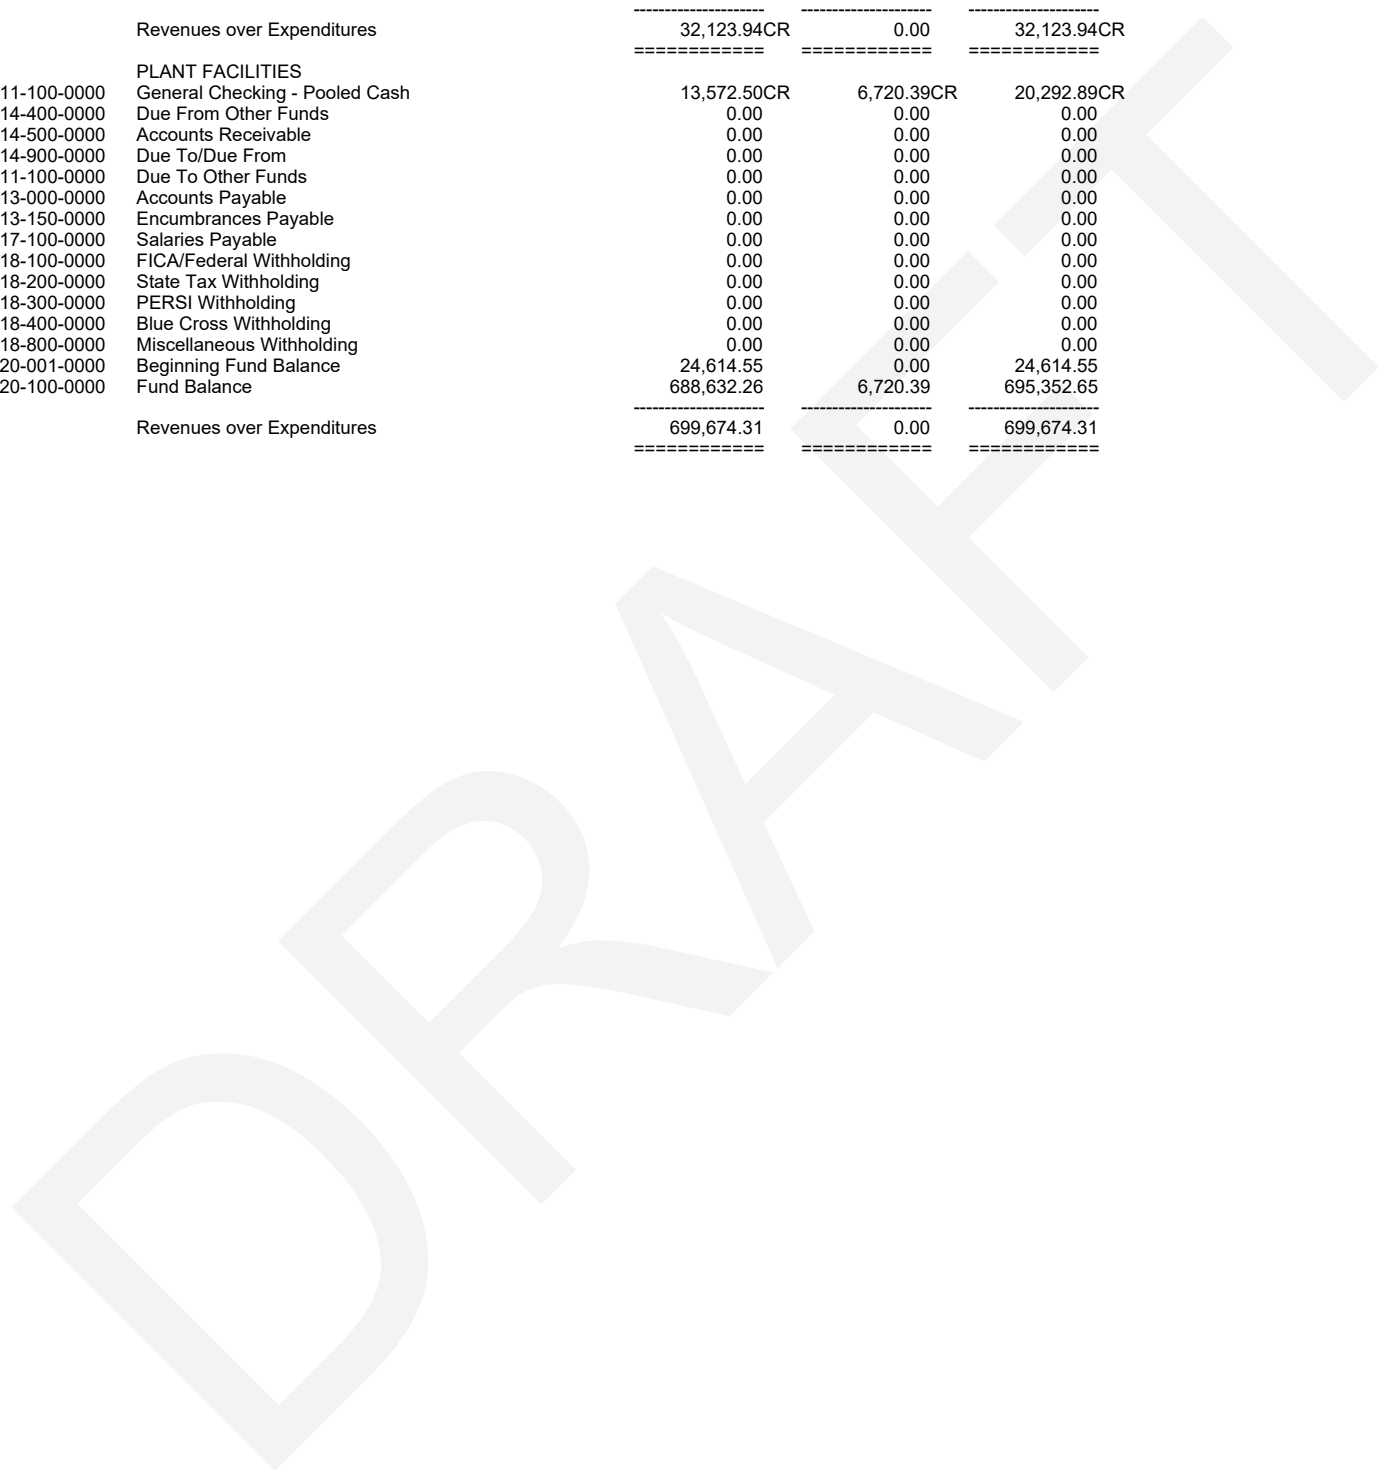 --------------------- --------------------- ---------------------
Revenues over Expenditures 32,123.94CR 0.00 32,123.94CR
============ ============ ============
PLANT FACILITIES
11-100-0000 General Checking - Pooled Cash 13,572.50CR 6,720.39CR 20,292.89CR
14-400-0000 Due From Other Funds 0.00 0.00 0.00
14-500-0000 Accounts Receivable 0.00 0.00 0.00
14-900-0000 Due To/Due From 0.00 0.00 0.00
11-100-0000 Due To Other Funds 0.00 0.00 0.00
13-000-0000 Accounts Payable 0.00 0.00 0.00
13-150-0000 Encumbrances Payable 0.00 0.00 0.00
17-100-0000 Salaries Payable 0.00 0.00 0.00
18-100-0000 FICA/Federal Withholding 0.00 0.00 0.00
18-200-0000 State Tax Withholding 0.00 0.00 0.00
18-300-0000 PERSI Withholding 0.00 0.00 0.00
18-400-0000 Blue Cross Withholding 0.00 0.00 0.00
18-800-0000 Miscellaneous Withholding 0.00 0.00 0.00
20-001-0000 Beginning Fund Balance 24,614.55 0.00 24,614.55
20-100-0000 Fund Balance 688,632.26 6,720.39 695,352.65
--------------------- --------------------- ---------------------
Revenues over Expenditures 699,674.31 0.00 699,674.31
============ ============ ============
DRAFT